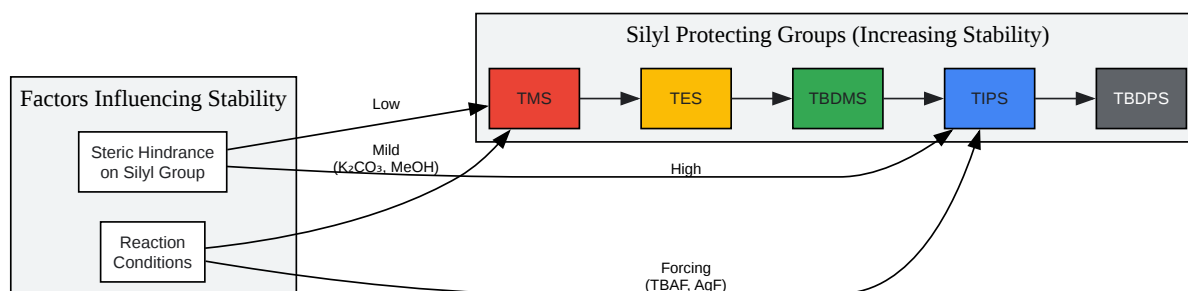 Silyl Protecting Groups (Increasing Stability)
TMS
TES
TBDMS
TIPS
TBDPS
Factors Influencing Stability
Steric Hindrance
on Silyl Group
Reaction
Conditions
Low
Mild
(K₂CO₃, MeOH)
High
Forcing
(TBAF, AgF)